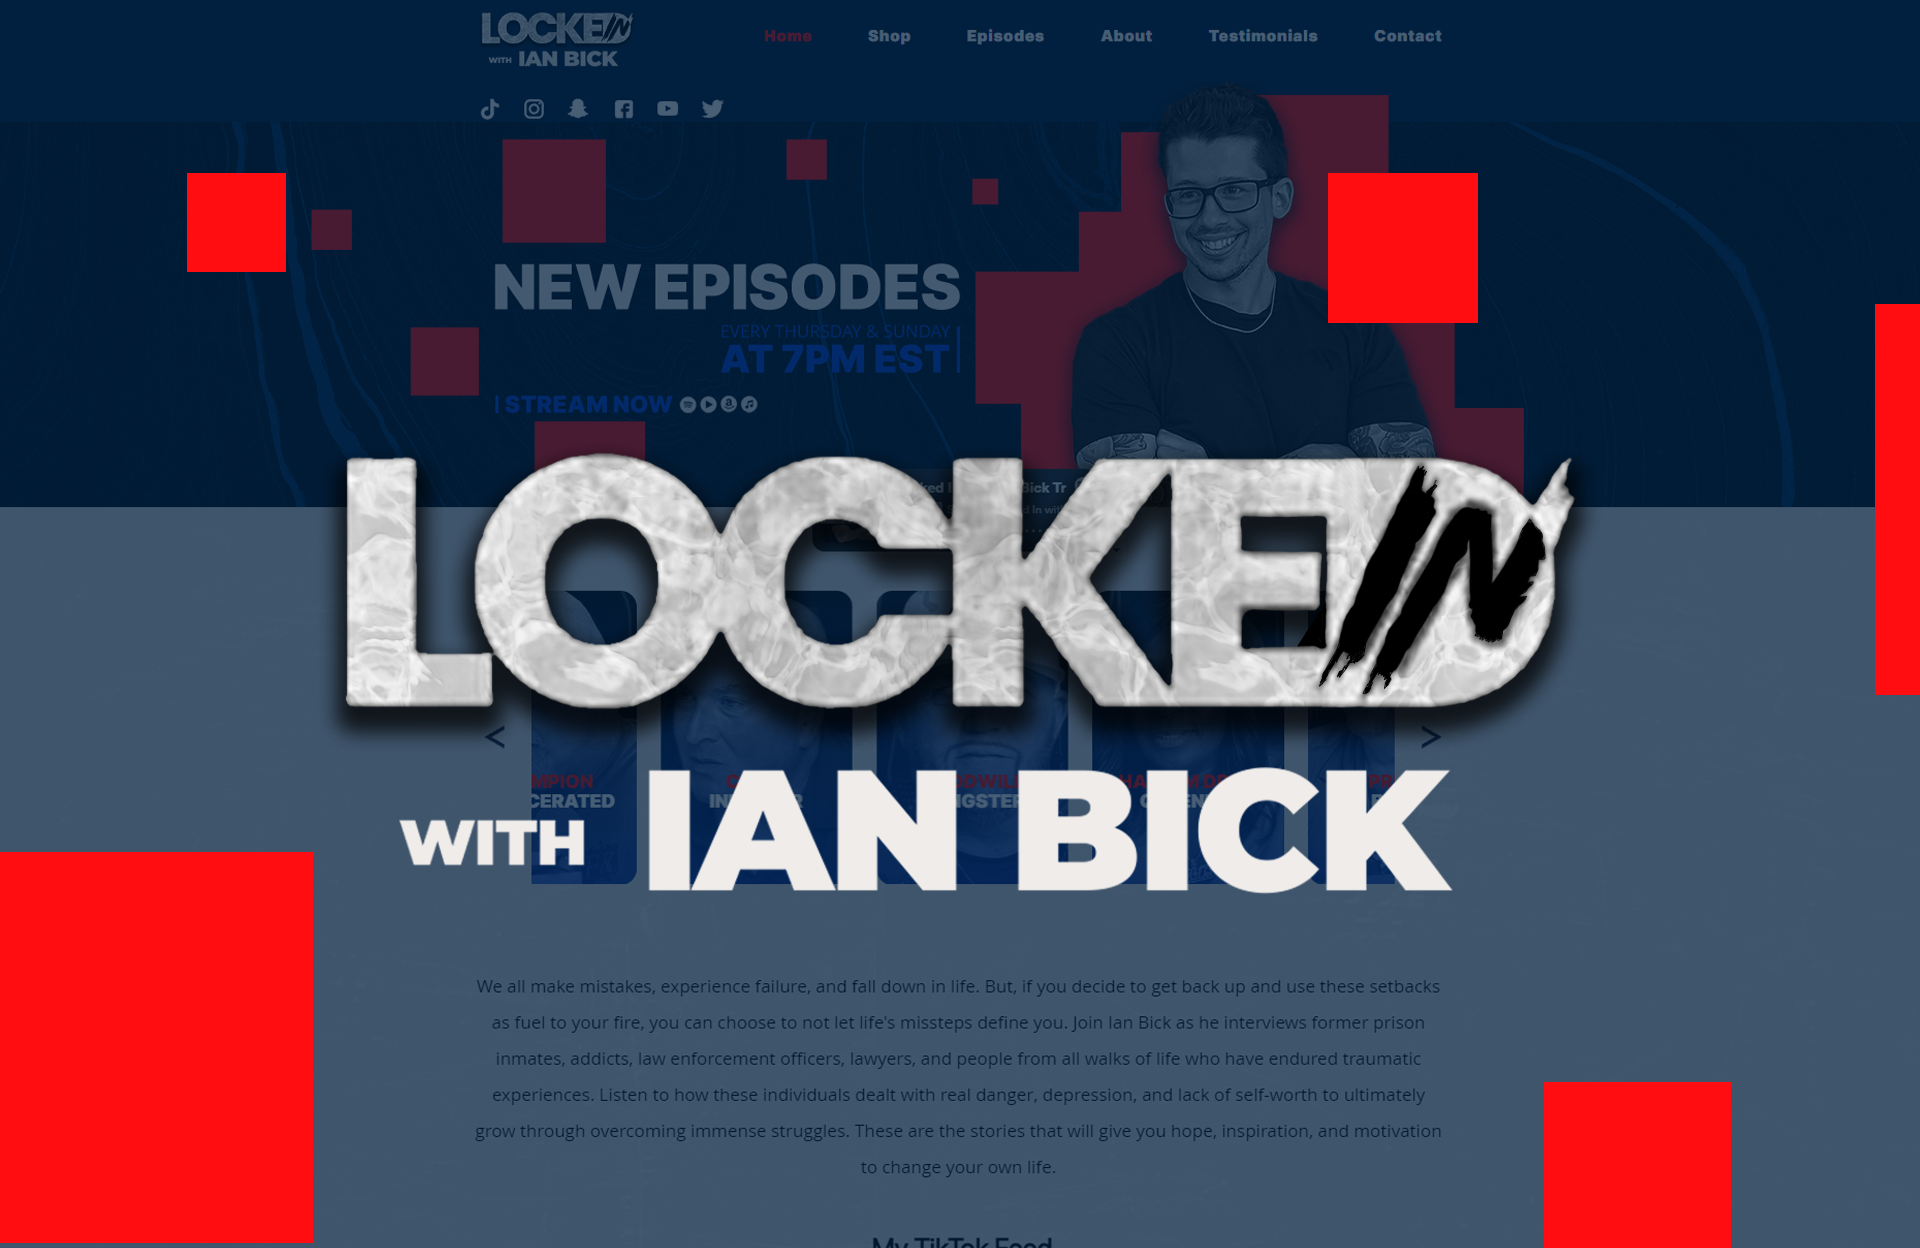 LOCKED IN
WITH IAN BICK
Home Shop Episodes About Testimonials Contact
NEW EPISODES
EVERY THURSDAY & SUNDAY
AT 7PM EST
STREAM NOW
Bick Tr
LOCKED IN
WITH IAN BICK
We all make mistakes, experience failure, and fall down in life. But, if you decide to get back up and use these setbacks
as fuel to your fire, you can choose to not let life's missteps define you. Join Ian Bick as he interviews former prison
inmates, addicts, law enforcement officers, lawyers, and people from all walks of life who have endured traumatic
experiences. Listen to how these individuals dealt with real danger, depression, and lack of self-worth to ultimately
grow through overcoming immense struggles. These are the stories that will give you hope, inspiration, and motivation
to change your own life.
My TikTok Feed